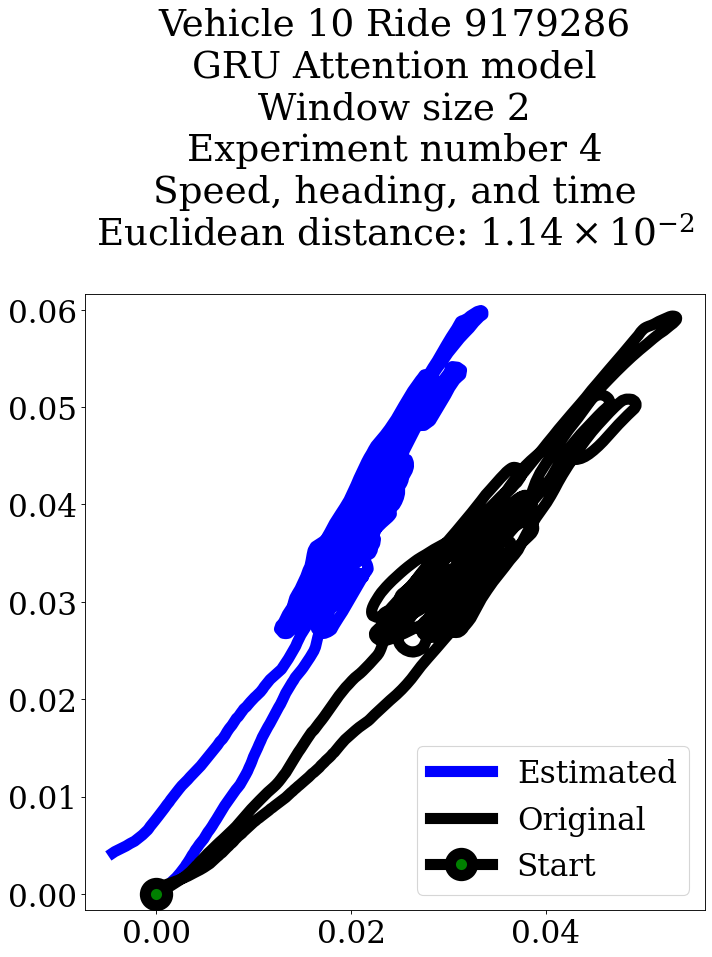 Vehicle 10 Ride 9179286
GRU Attention model
Window size 2
Experiment number 4
Speed, heading, and time
Euclidean distance: $1.14 \times 10^{-2}$
0.06
0.05
0.04
0.03
0.02
0.01
0.00
0.00 0.02 0.04
Estimated
Original
Start